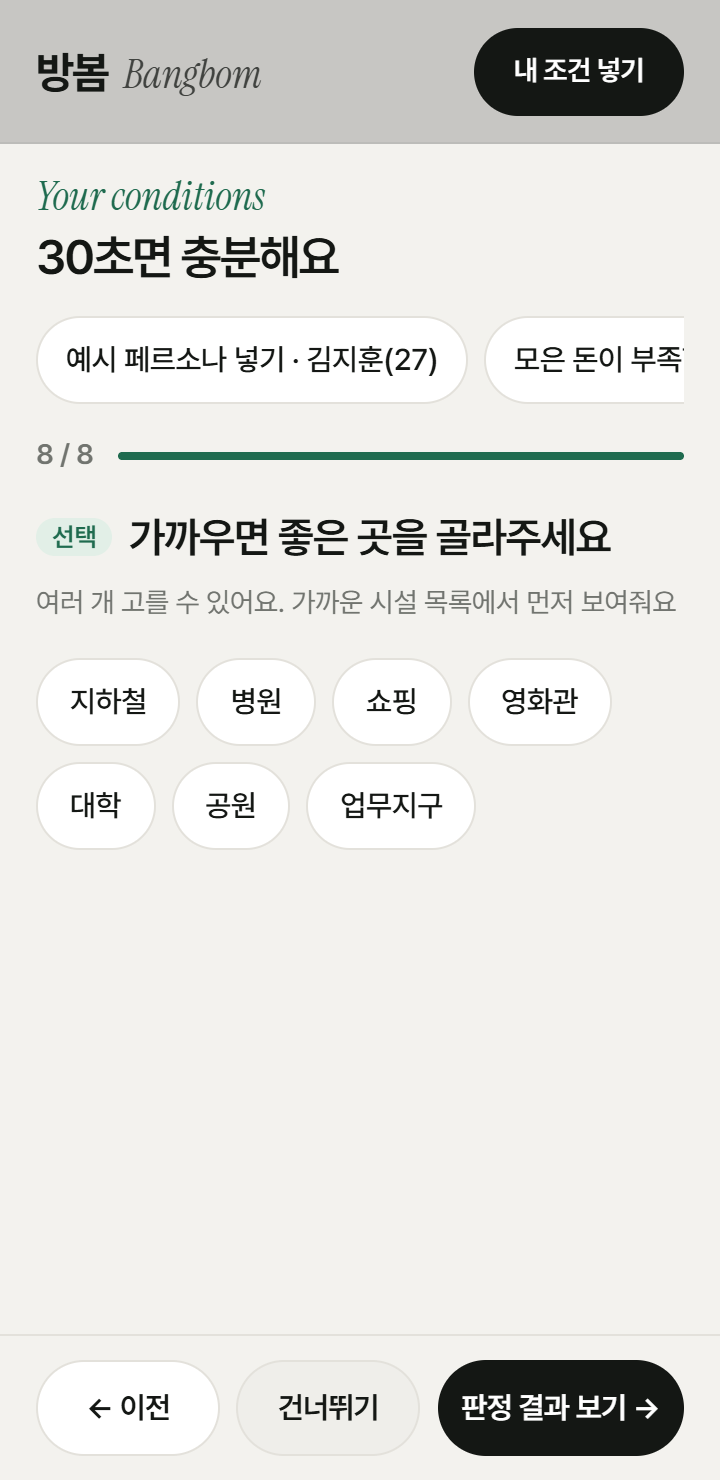 방봄 Bangbom 내 조건 넣기
Your conditions
30초면 충분해요
예시 페르소나 넣기 · 김지훈(27) 모은 돈이 부족
8 / 8
선택 가까우면 좋은 곳을 골라주세요
여러 개 고를 수 있어요. 가까운 시설 목록에서 먼저 보여줘요
지하철 병원 쇼핑 영화관
대학 공원 업무지구
← 이전 건너뛰기 판정 결과 보기 →